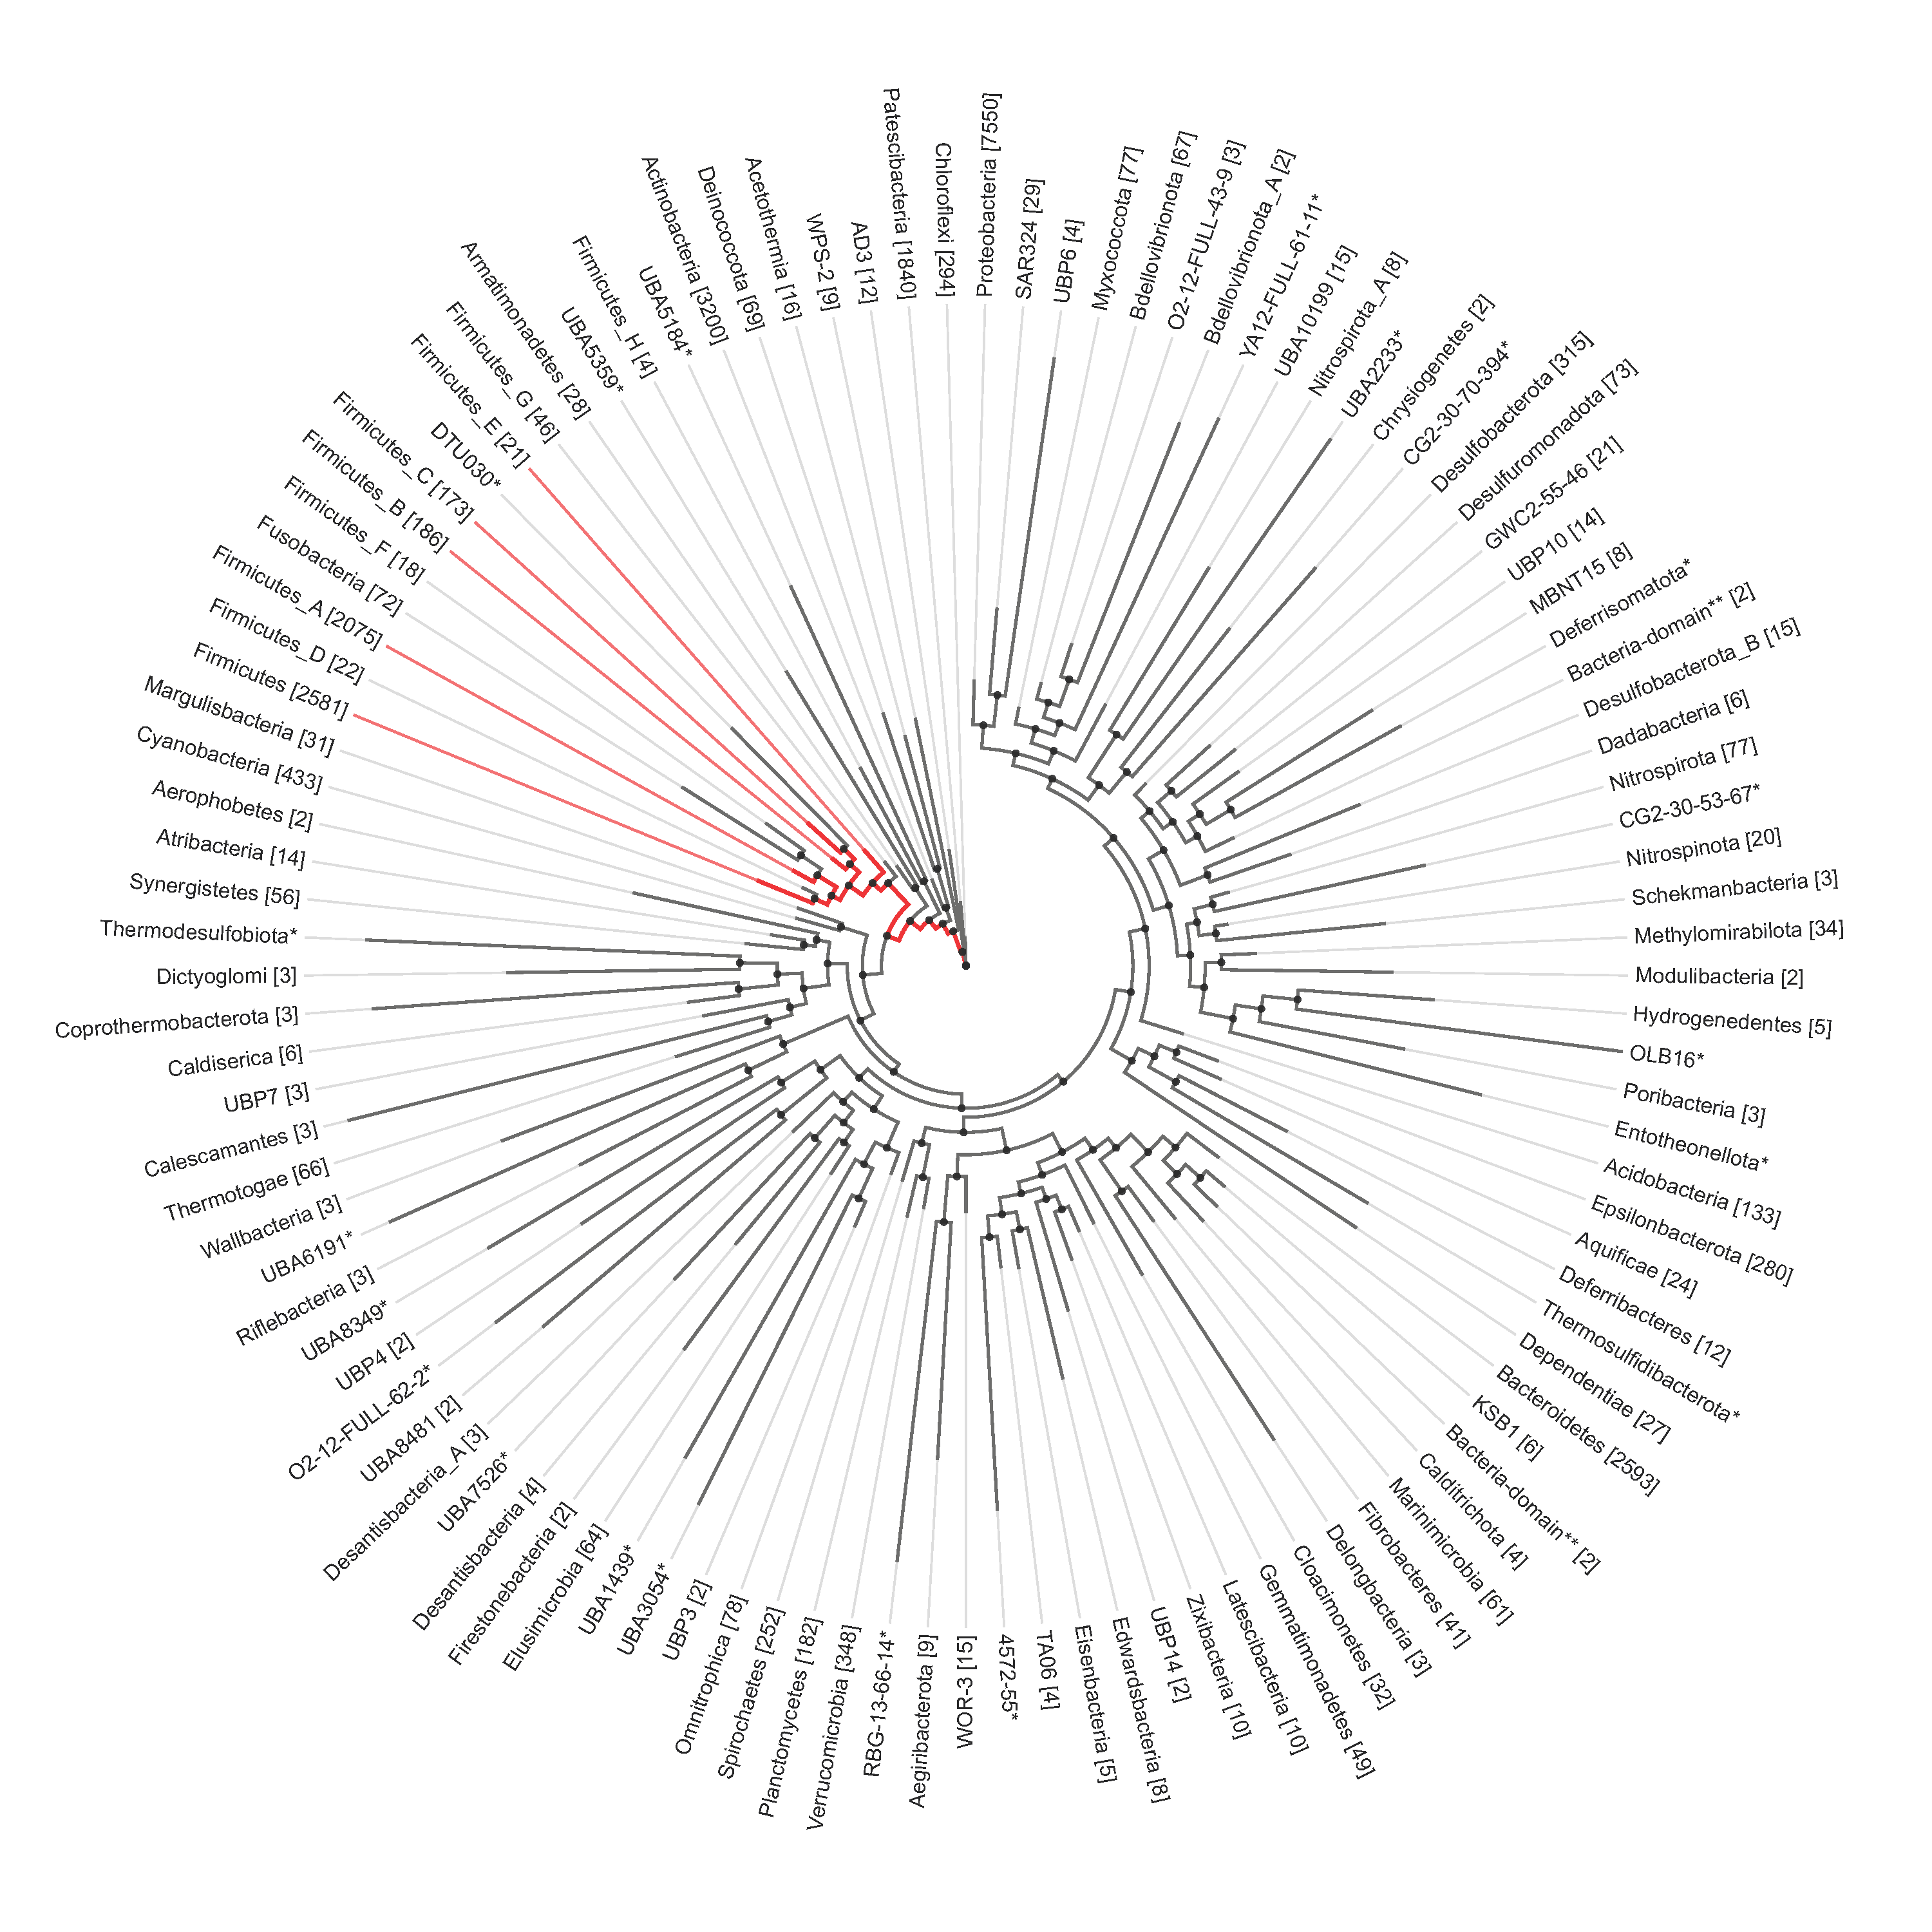 Proteobacteria [7550]
SAR324 [29]
UBP6 [4]
Myxococcota [77]
Bdellovibrionota [67]
O2-12-FULL-43-9 [3]
Bdellovibrionota_A [2]
YA12-FULL-61-11*
UBA10199 [15]
Nitrospirota_A [8]
UBA2233*
Chrysiogenetes [2]
CG2-30-70-394*
Desulfobacterota [315]
Desulfuromonadota [73]
GWC2-55-46 [21]
UBP10 [14]
MBNT15 [8]
Deferrisomatota*
Bacteria-domain** [2]
Desulfobacterota_B [15]
Dadabacteria [6]
Nitrospirota [77]
CG2-30-53-67*
Nitrospinota [20]
Schekmanbacteria [3]
Methylomirabilota [34]
Modulibacteria [2]
Hydrogenedentes [5]
OLB16*
Poribacteria [3]
Entotheonellota*
Acidobacteria [133]
Epsilonbacterota [280]
Aquificae [24]
Deferribacteres [12]
Thermosulfidibacterota*
Dependentiae [27]
Bacteroidetes [2593]
KSB1 [6]
Bacteria-domain** [2]
Calditrichota [4]
Marinimicrobia [61]
Fibrobacteres [41]
Delongbacteria [3]
Cloacimonetes [32]
Gemmatimonadetes [49]
Latescibacteria [10]
Zixibacteria [10]
UBP14 [2]
Edwardsbacteria [8]
Eisenbacteria [5]
TA06 [4]
4572-55*
WOR-3 [15]
Aegiribacterota [9]
RBG-13-66-14*
Verrucomicrobia [348]
Planctomycetes [182]
Spirochaetes [252]
Omnitrophica [78]
UBP3 [2]
UBA3054*
UBA1439*
Elusimicrobia [64]
Firestonebacteria [2]
Desantisbacteria [4]
UBA7526*
Desantisbacteria_A [3]
UBA8481 [2]
O2-12-FULL-62-2*
UBP4 [2]
UBA8349*
Riflebacteria [3]
UBA6191*
Wallbacteria [3]
Thermotogae [66]
Calescamantes [3]
UBP7 [3]
Caldiserica [6]
Coprothermobacterota [3]
Dictyoglomi [3]
Thermodesulfobiota*
Synergistetes [56]
Atribacteria [14]
Aerophobetes [2]
Cyanobacteria [433]
Margulisbacteria [31]
Firmicutes [2581]
Firmicutes_D [22]
Firmicutes_A [2075]
Fusobacteria [72]
Firmicutes_F [18]
Firmicutes_B [186]
Firmicutes_C [173]
DTU030*
Firmicutes_E [21]
Firmicutes_G [46]
Armatimonadetes [28]
UBA5359*
Firmicutes_H [4]
UBA5184*
Actinobacteria [3200]
Deinococcota [69]
Acetothermia [16]
WPS-2 [9]
AD3 [12]
Patescibacteria [1840]
Chloroflexi [294]